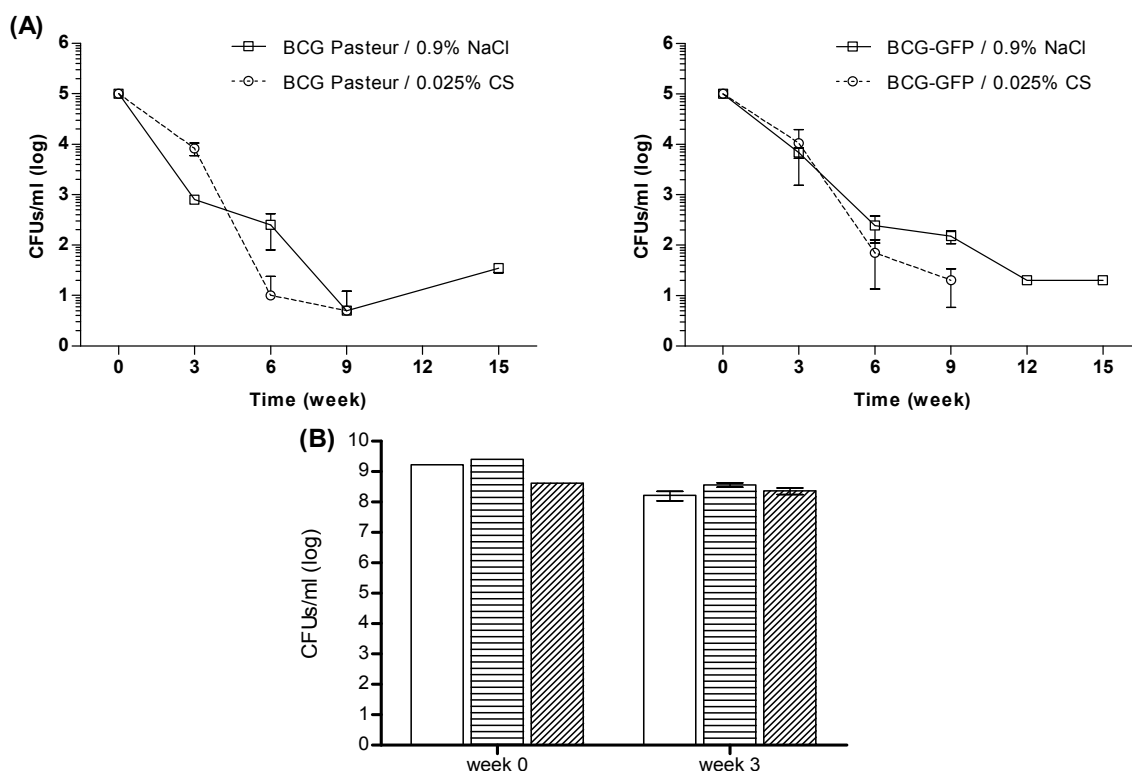 (A)
6
5
4
3
2
1
0
CFUs/ml (log)
BCG Pasteur / 0.9% NaCl
BCG Pasteur / 0.025% CS
0 3 6 9 12 15
Time (week)
6
5
4
3
2
1
0
CFUs/ml (log)
BCG-GFP / 0.9% NaCl
BCG-GFP / 0.025% CS
0 3 6 9 12 15
Time (week)
(B)
10
9
8
7
6
5
4
3
2
1
0
CFUs/ml (log)
week 0 week 3